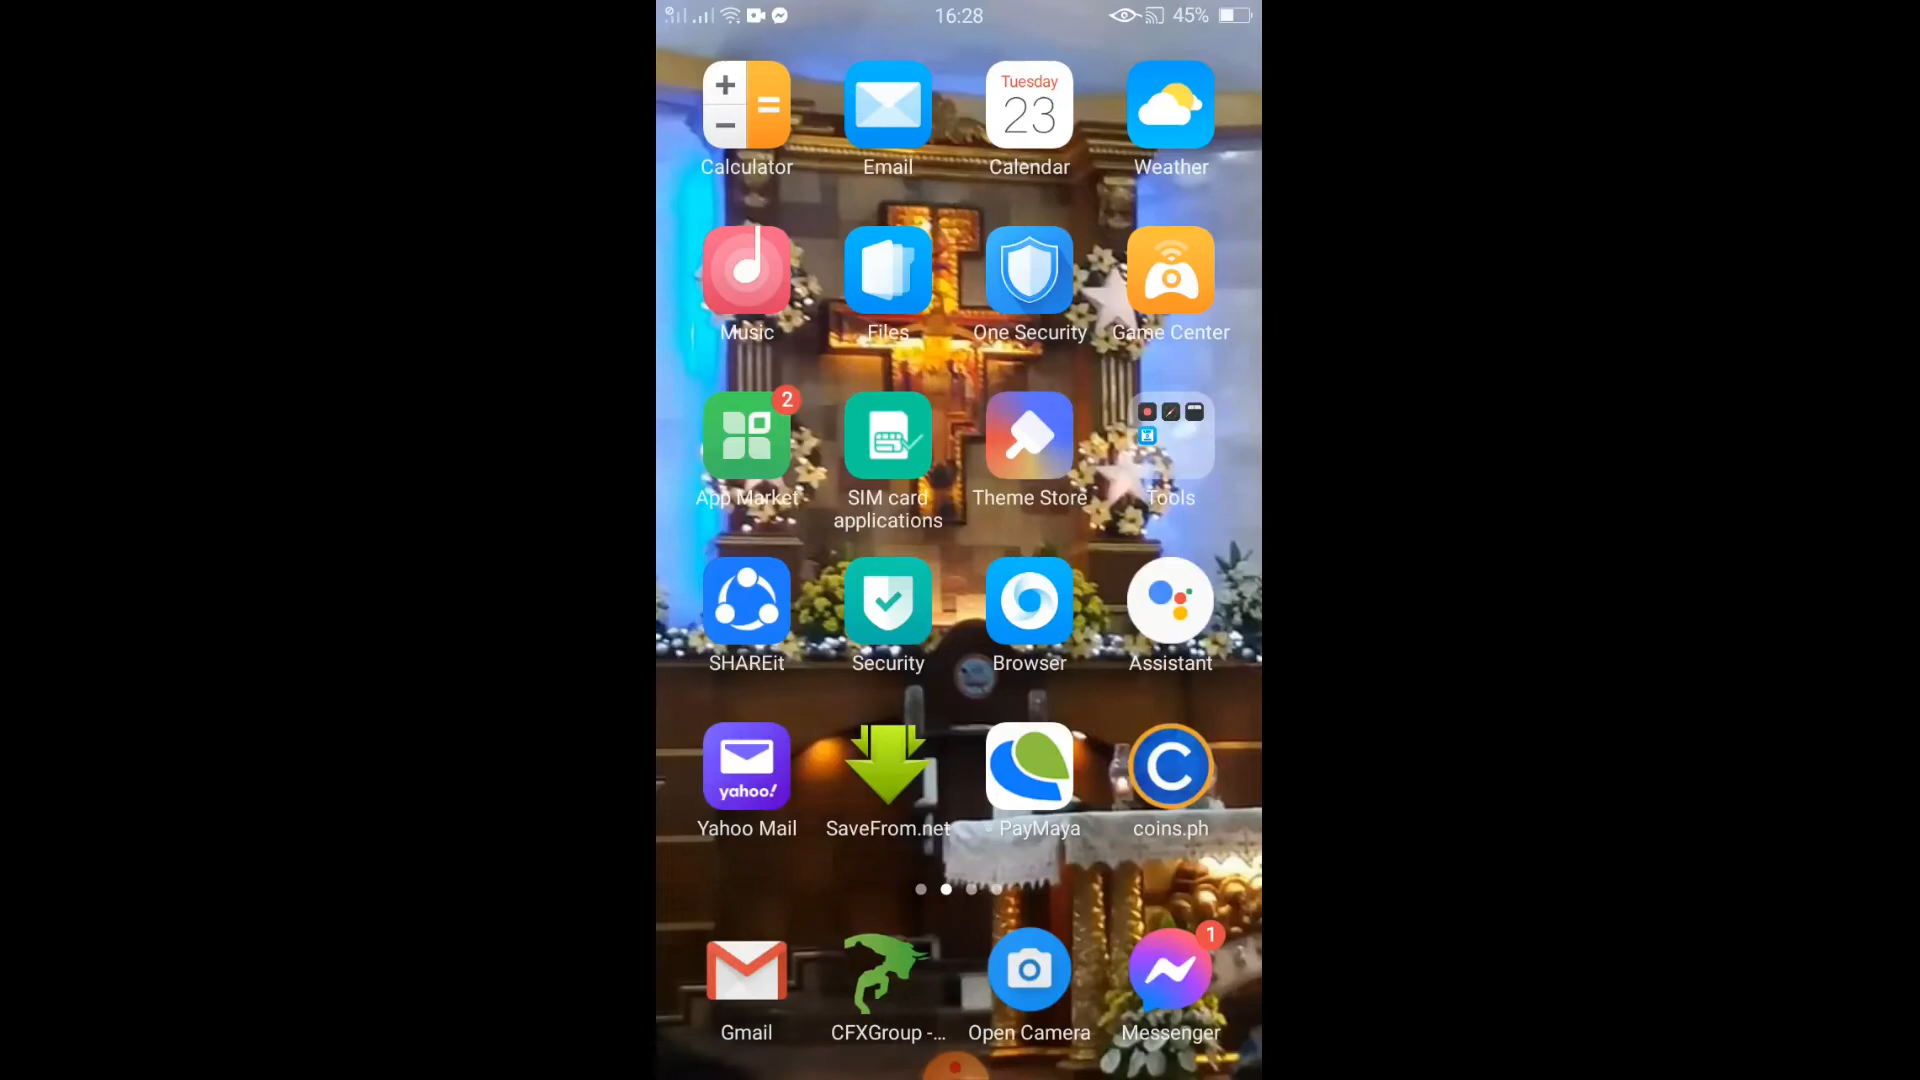 16:28
45%
Tuesday
23
Calculator
Email
Calendar
Weather
Music
Files
One Security
Game Center
2
App Market
SIM card
applications
Theme Store
Tools
SHAREit
Security
Browser
Assistant
yahoo!
Yahoo Mail
SaveFrom.net
PayMaya
coins.ph
1
Gmail
CFXGroup -...
Open Camera
Messenger